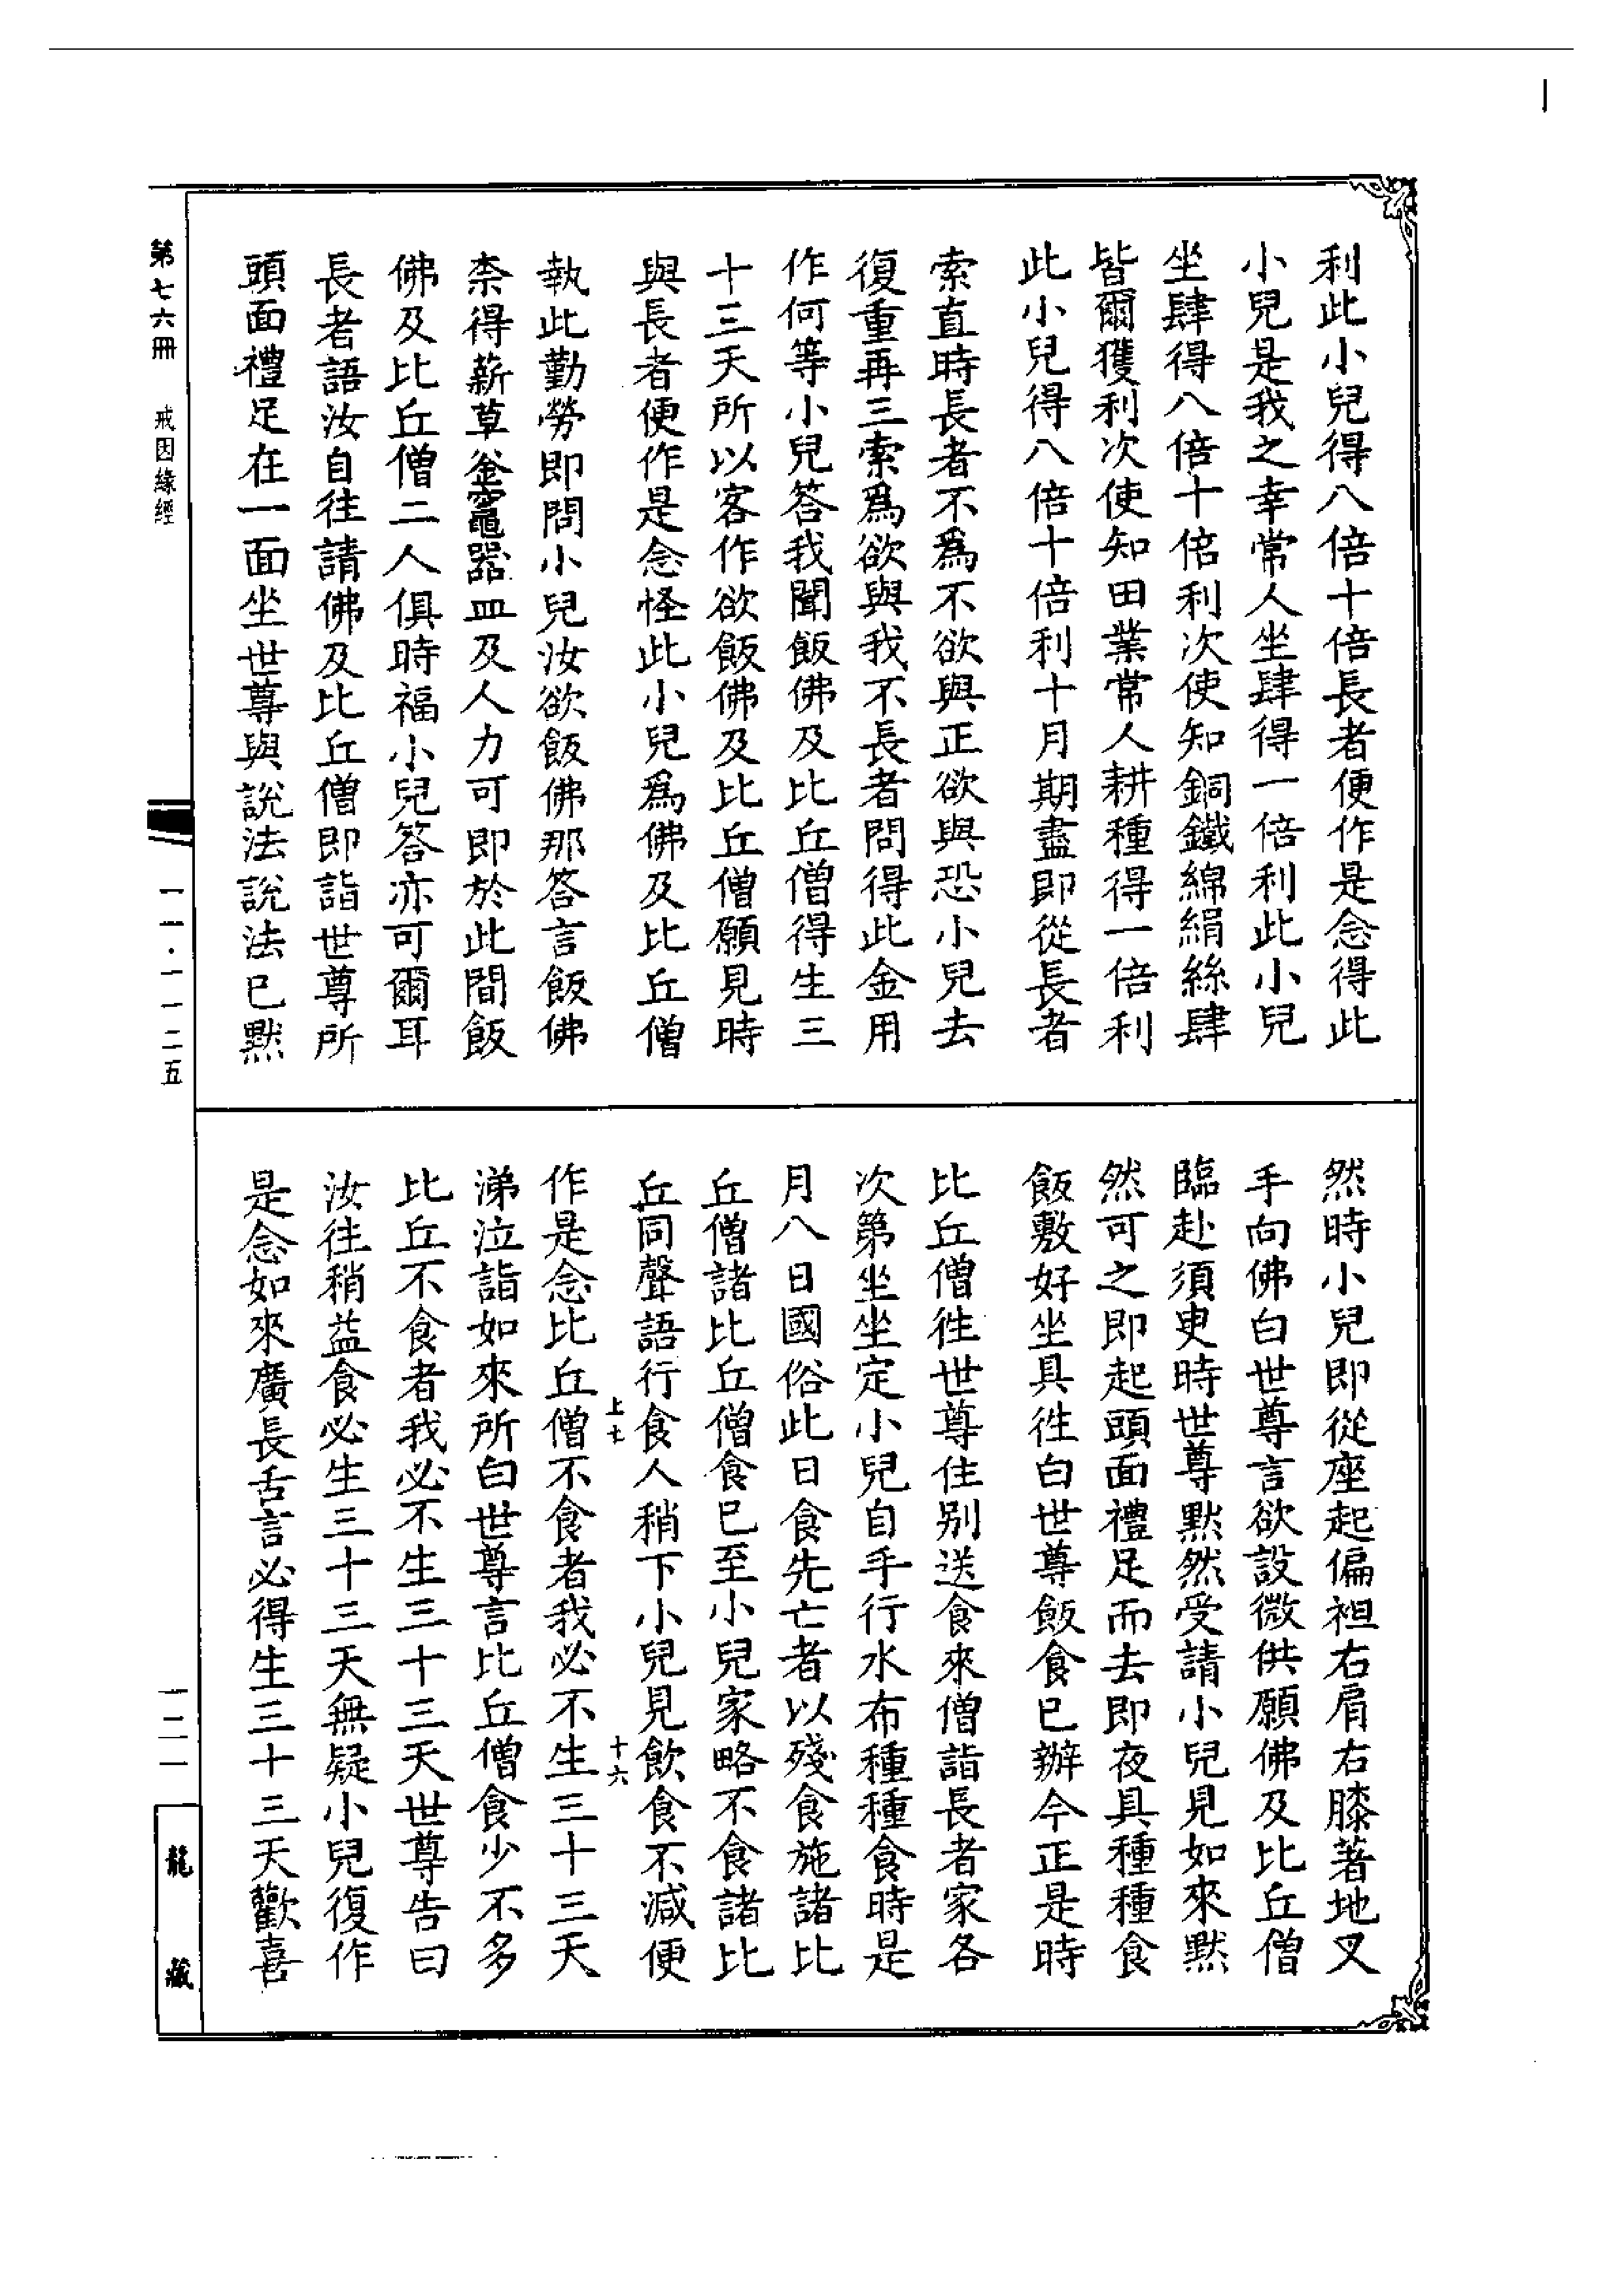 利此小兒得八倍十倍長者便作是念得此
小兒是我之幸常人坐肆得一倍利此小兒
坐肆得八倍十倍利次使知銅鐵綿絹絲肆
皆爾獲利次使知田業常人耕種得一倍利
此小兒得八倍十倍利十月期盡即從長者
索直時長者不為不欲與正欲與恐小兒去
復重再三索為欲與我不長者問得此金用
作何等小兒答我聞飯佛及比丘僧得生三
十三天所以客作欲飯佛及比丘僧願見時
與長者便作是念怪此小兒為佛及比丘僧
執此勤勞即問小兒汝欲飯佛那答言飯佛
柰得薪草釜竈器皿及人力可即於此間飯
佛及比丘僧二人俱時福小兒答亦可爾耳
長者語汝自往請佛及比丘僧即詣世尊所
頭面禮足在一面坐世尊與說法說法已默
然時小兒即從座起偏袒右肩右膝著地叉
手向佛白世尊言欲設微供願佛及比丘僧
臨赴須臾時世尊默然受請小兒見如來默
然可之即起頭面禮足而去即夜具種種食
飯敷好坐具往白世尊飯食已辦今正是時
比丘僧往世尊住別送食來僧詣長者家各
次第坐坐定小兒自手行水布種種食時是
月八日國俗此日食先亡者以殘食施諸比
丘僧諸比丘僧食已至小兒家略不食諸比
丘同聲語行食人稍下小兒見飲食不減便
上七 十六
作是念比丘僧不食者我必不生三十三天
涕泣詣如來所白世尊言比丘僧食少不多
比丘不食者我必不生三十三天世尊告曰
汝往稍益食必生三十三天無疑小兒復作
是念如來廣長舌言必得生三十三天歡喜
第七六冊 戒因緣經
一一·一一二五
一二一
龍藏